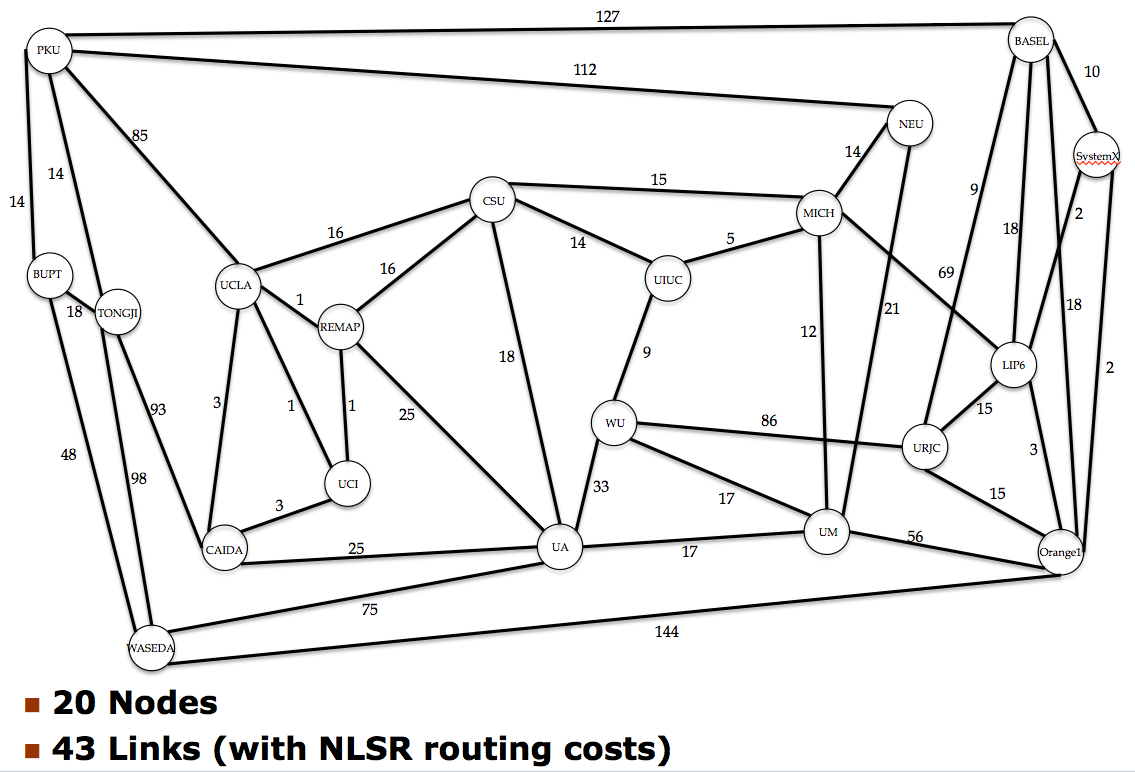 127
PKU
BASEL
112
10
NEU
85
14
SystemX
14
15
CSU
9
2
14
MICH
16
18
14
5
BUPT
16
69
UIUC
UCLA
1
18
TONGJI
21
18
REMAP
12
9
18
LIP6
2
3
1
1
93
25
15
WU
86
URJC
48
3
98
UCI
33
17
15
3
UM
56
CAIDA
25
UA
17
Orange1
75
144
WASEDA
20 Nodes
43 Links (with NLSR routing costs)